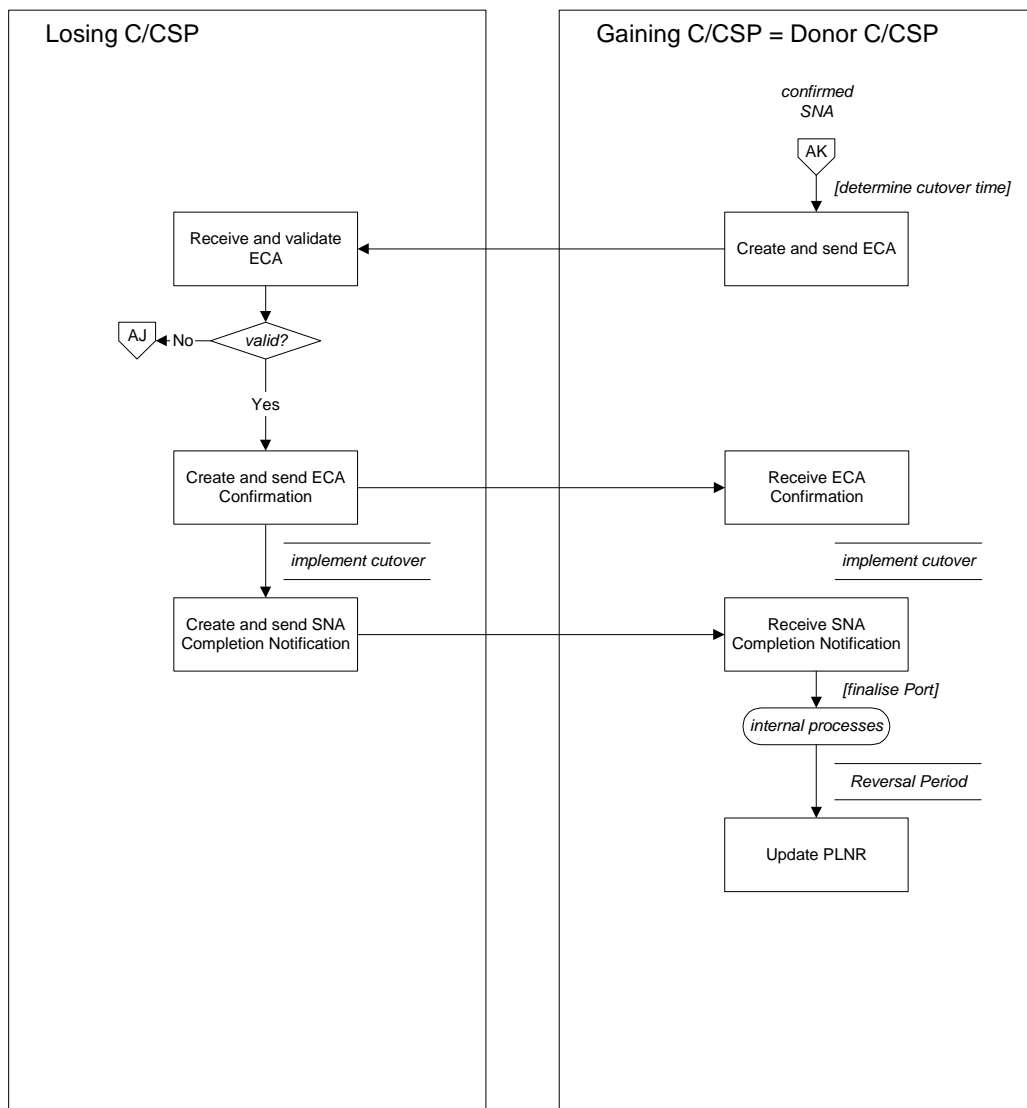 Losing C/CSP
Gaining C/CSP = Donor C/CSP
confirmed
SNA
AK
[determine cutover time]
Receive and validate
ECA
Create and send ECA
AJ
No
valid?
Yes
Create and send ECA
Confirmation
Receive ECA
Confirmation
implement cutover
implement cutover
Create and send SNA
Completion Notification
Receive SNA
Completion Notification
[finalise Port]
internal processes
Reversal Period
Update PLNR